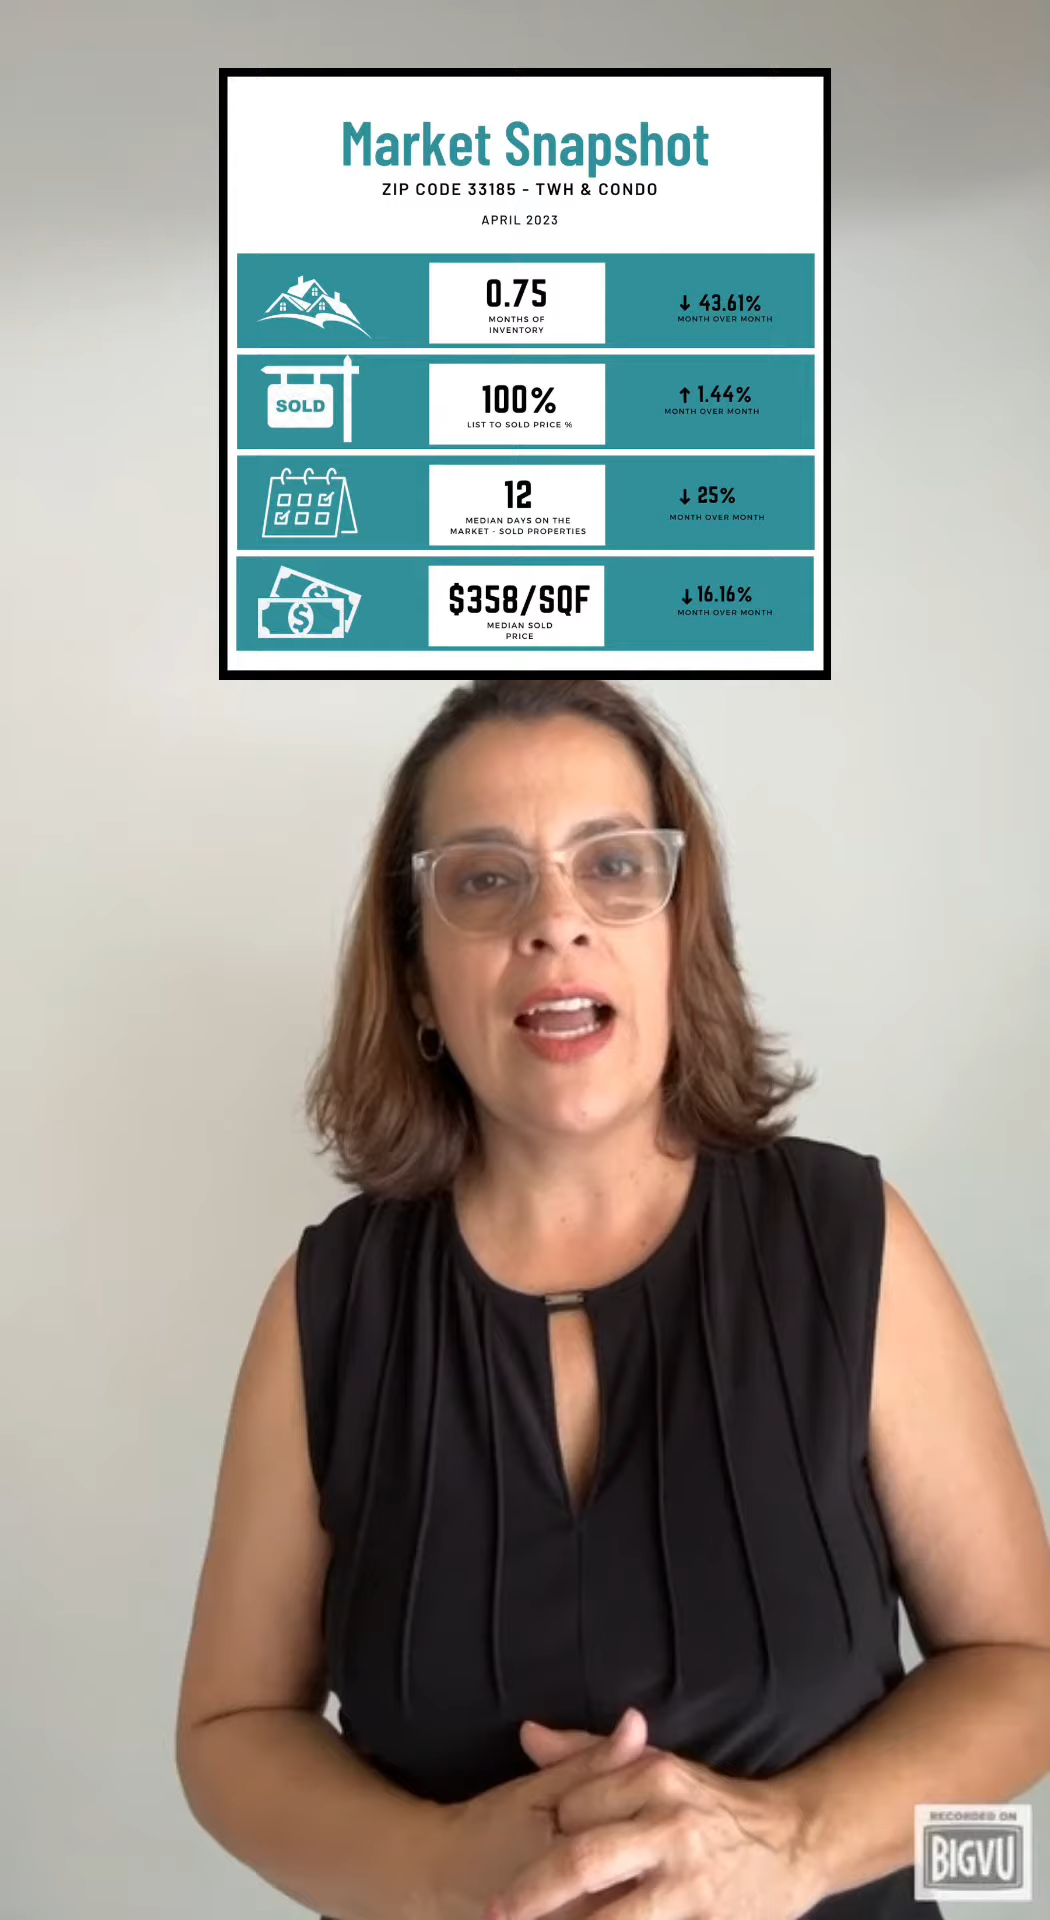 Market Snapshot
ZIP CODE 33185 - TWH & CONDO
APRIL 2023
0.75
MONTHS OF
INVENTORY
↓ 43.61%
MONTH OVER MONTH
SOLD
100%
LIST TO SOLD PRICE %
↑ 1.44%
MONTH OVER MONTH
12
MEDIAN DAYS ON THE
MARKET - SOLD PROPERTIES
↓ 25%
MONTH OVER MONTH
$
$358/SQF
MEDIAN SOLD
PRICE
↓ 16.16%
MONTH OVER MONTH
RECORDED ON
BIGVU